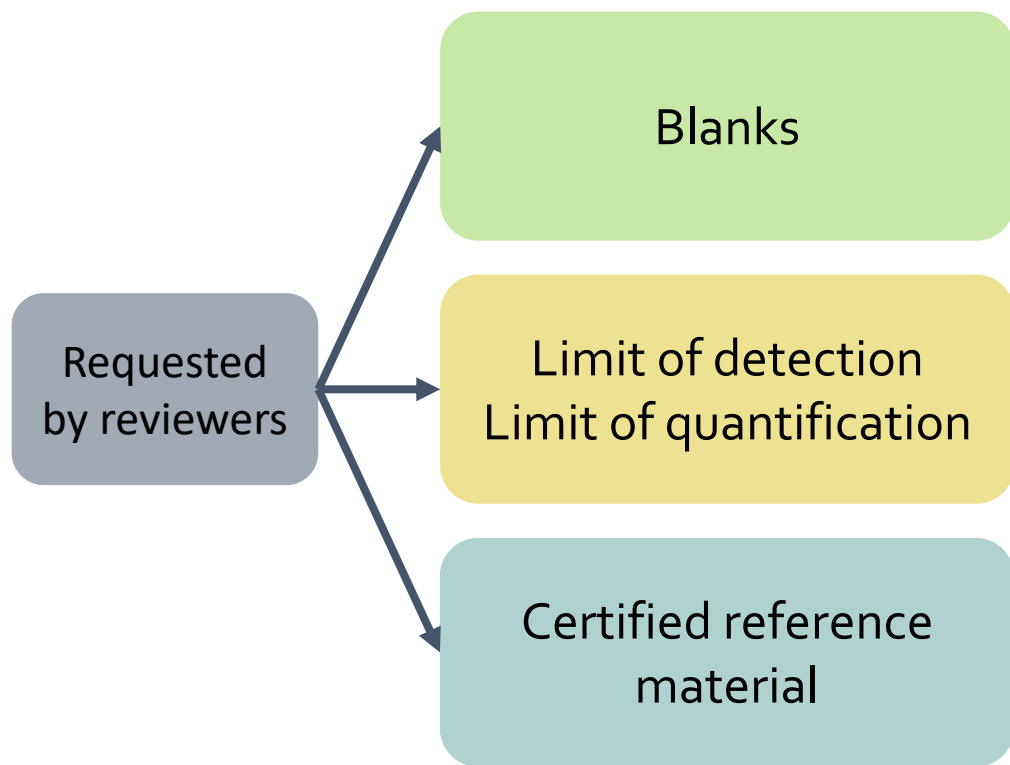 Blanks
Requested
by reviewers
Limit of detection
Limit of quantification
Certified reference
material